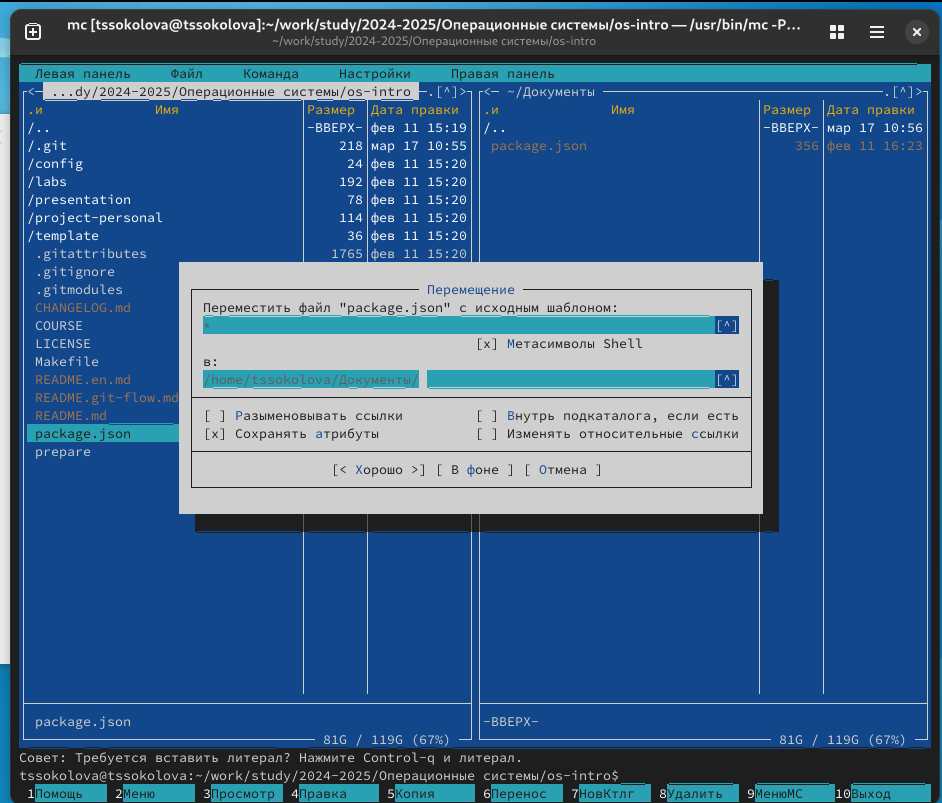 mc [tssokolova@tssokolova]:~/work/study/2024-2025/Операционные системы/os-intro — /usr/bin/mc -P...
~/work/study/2024-2025/Операционные системы/os-intro
Левая панель Файл Команда Настройки Правая панель
<- ...dy/2024-2025/Операционные системы/os-intro -.[^]> <- ~/Документы .[^]>
.и Имя Размер Дата правки .и Имя Размер Дата правки
/.. -ВВЕРХ- фев 11 15:19 /.. -ВВЕРХ- мар 17 10:56
/.git 218 мар 17 10:55 package.json 356 фев 11 16:23
/config 24 фев 11 15:20
/labs 192 фев 11 15:20
/presentation 78 фев 11 15:20
/project-personal 114 фев 11 15:20
/template 36 фев 11 15:20
.gitattributes 1765 фев 11 15:20
.gitignore
.gitmodules
CHANGELOG.md
COURSE
LICENSE
Makefile
README.en.md
README.git-flow.md
README.md
package.json
prepare
Перемещение
Переместить файл "package.json" с исходным шаблоном:
* [^]
[x] Метасимволы Shell
в:
/home/tssokolova/Документы/ [^]
[ ] Разыменовывать ссылки [ ] Внутрь подкаталога, если есть
[x] Сохранять атрибуты [ ] Изменять относительные ссылки
[< Хорошо >] [ В фоне ] [ Отмена ]
package.json -ВВЕРХ-
81G / 119G (67%) 81G / 119G (67%)
Совет: Требуется вставить литерал? Нажмите Control-q и литерал.
tssokolova@tssokolova:~/work/study/2024-2025/Операционные системы/os-intro$
1Помощь 2Меню 3Просмотр 4Правка 5Копия 6Перенос 7НовКтлг 8Удалить 9МенюMC 10Выход